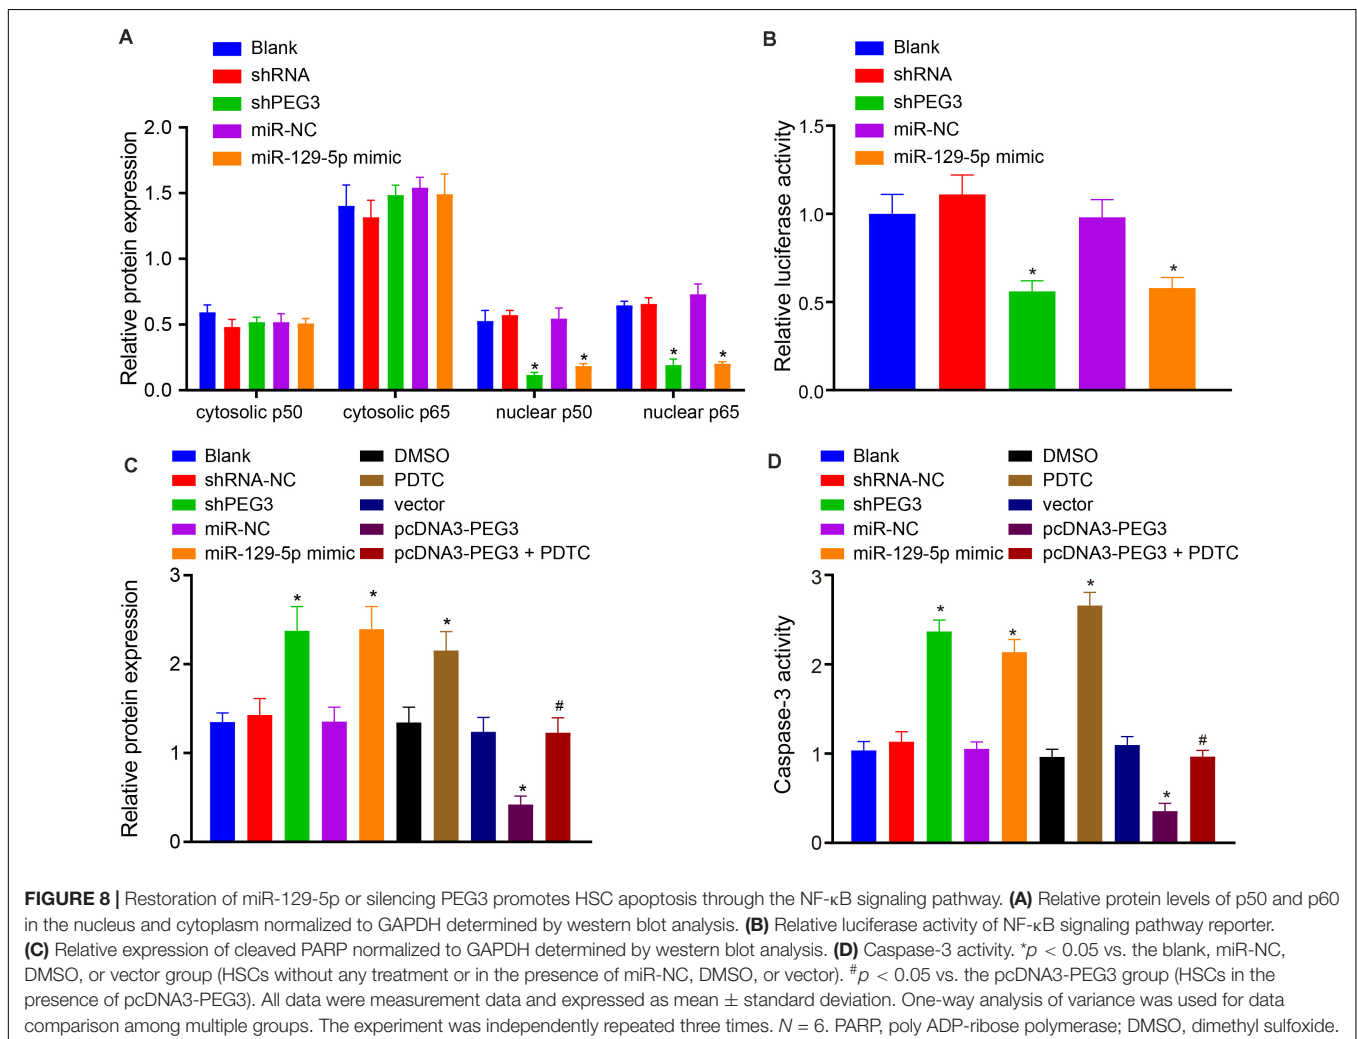 A
Blank
shRNA
shPEG3
miR-NC
miR-129-5p mimic
Relative protein expression
2.0
1.5
1.0
0.5
0.0
* * * *
cytosolic p50 cytosolic p65 nuclear p50 nuclear p65
B
Blank
shRNA
shPEG3
miR-NC
miR-129-5p mimic
Relative luciferase activity
1.5
1.0
0.5
0.0
* *
C
Blank
shRNA-NC
shPEG3
miR-NC
miR-129-5p mimic
DMSO
PDTC
vector
pcDNA3-PEG3
pcDNA3-PEG3 + PDTC
Relative protein expression
3
2
1
0
* * * * #
D
Blank
shRNA-NC
shPEG3
miR-NC
miR-129-5p mimic
DMSO
PDTC
vector
pcDNA3-PEG3
pcDNA3-PEG3 + PDTC
Caspase-3 activity
3
2
1
0
* * * * #
FIGURE 8 | Restoration of miR-129-5p or silencing PEG3 promotes HSC apoptosis through the NF-κB signaling pathway. (A) Relative protein levels of p50 and p60
in the nucleus and cytoplasm normalized to GAPDH determined by western blot analysis. (B) Relative luciferase activity of NF-κB signaling pathway reporter.
(C) Relative expression of cleaved PARP normalized to GAPDH determined by western blot analysis. (D) Caspase-3 activity. *p < 0.05 vs. the blank, miR-NC,
DMSO, or vector group (HSCs without any treatment or in the presence of miR-NC, DMSO, or vector). #p < 0.05 vs. the pcDNA3-PEG3 group (HSCs in the
presence of pcDNA3-PEG3). All data were measurement data and expressed as mean ± standard deviation. One-way analysis of variance was used for data
comparison among multiple groups. The experiment was independently repeated three times. N = 6. PARP, poly ADP-ribose polymerase; DMSO, dimethyl sulfoxide.